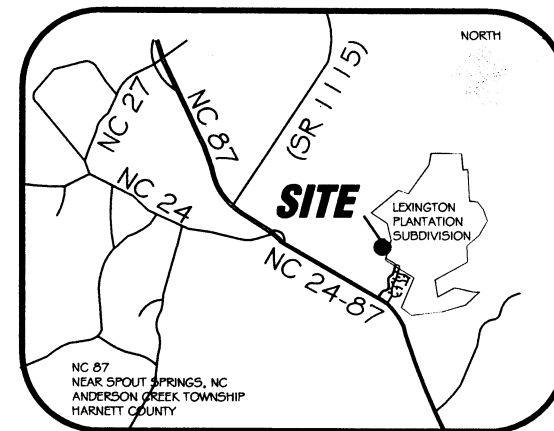 NORTH
NC 27
NC 87
(SR 1115)
NC 24
SITE
LEXINGTON
PLANTATION
SUBDIVISION
NC 24-87
NC 87
NEAR SPOUT SPRINGS, NC
ANDERSON CREEK TOWNSHIP
HARNETT COUNTY